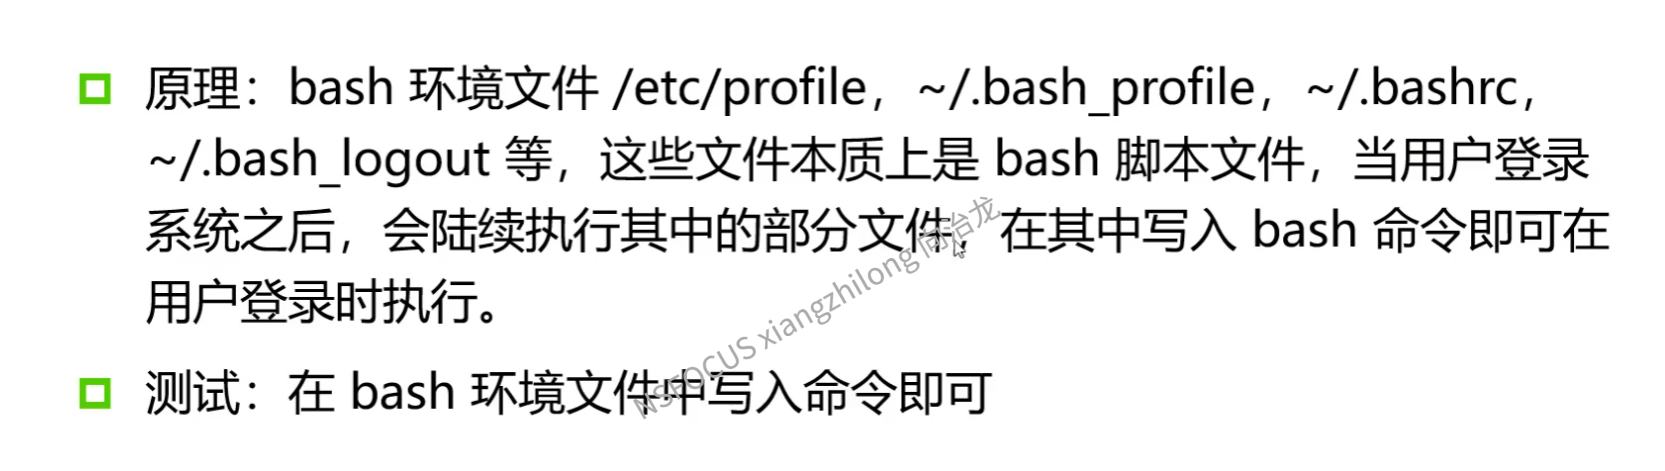 原理：bash 环境文件 /etc/profile，~/.bash_profile，~/.bashrc，
~/.bash_logout 等，这些文件本质上是 bash 脚本文件，当用户登录
系统之后，会陆续执行其中的部分文件，在其中写入 bash 命令即可在
用户登录时执行。
测试：在 bash 环境文件中写入命令即可
NSFOCUS xiangzhilong 向治龙